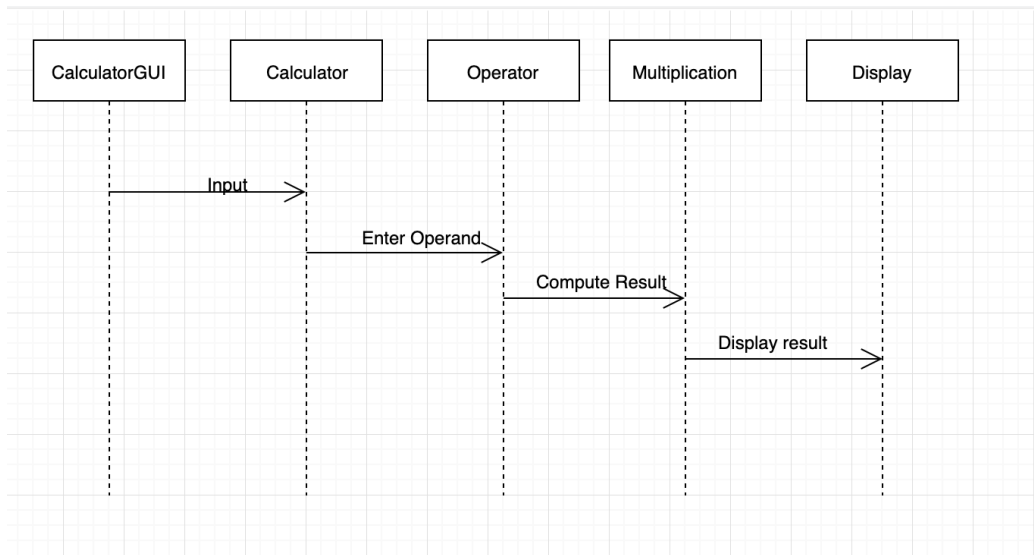 CalculatorGUI
Calculator
Operator
Multiplication
Display
Input
Enter Operand
Compute Result
Display result